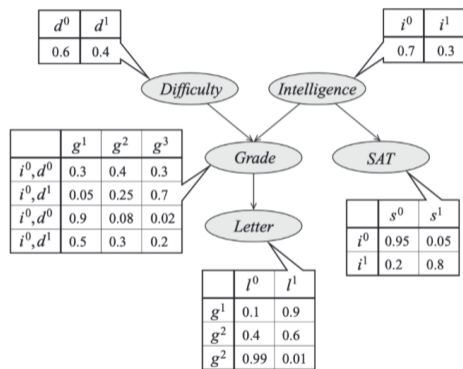 d⁰ d¹
0.6 0.4
i⁰ i¹
0.7 0.3
Difficulty
Intelligence
g¹ g² g³
i⁰,d⁰ 0.3 0.4 0.3
i⁰,d¹ 0.05 0.25 0.7
i⁰,d⁰ 0.9 0.08 0.02
i⁰,d¹ 0.5 0.3 0.2
Grade
SAT
s⁰ s¹
i⁰ 0.95 0.05
i¹ 0.2 0.8
Letter
l⁰ l¹
g¹ 0.1 0.9
g² 0.4 0.6
g² 0.99 0.01